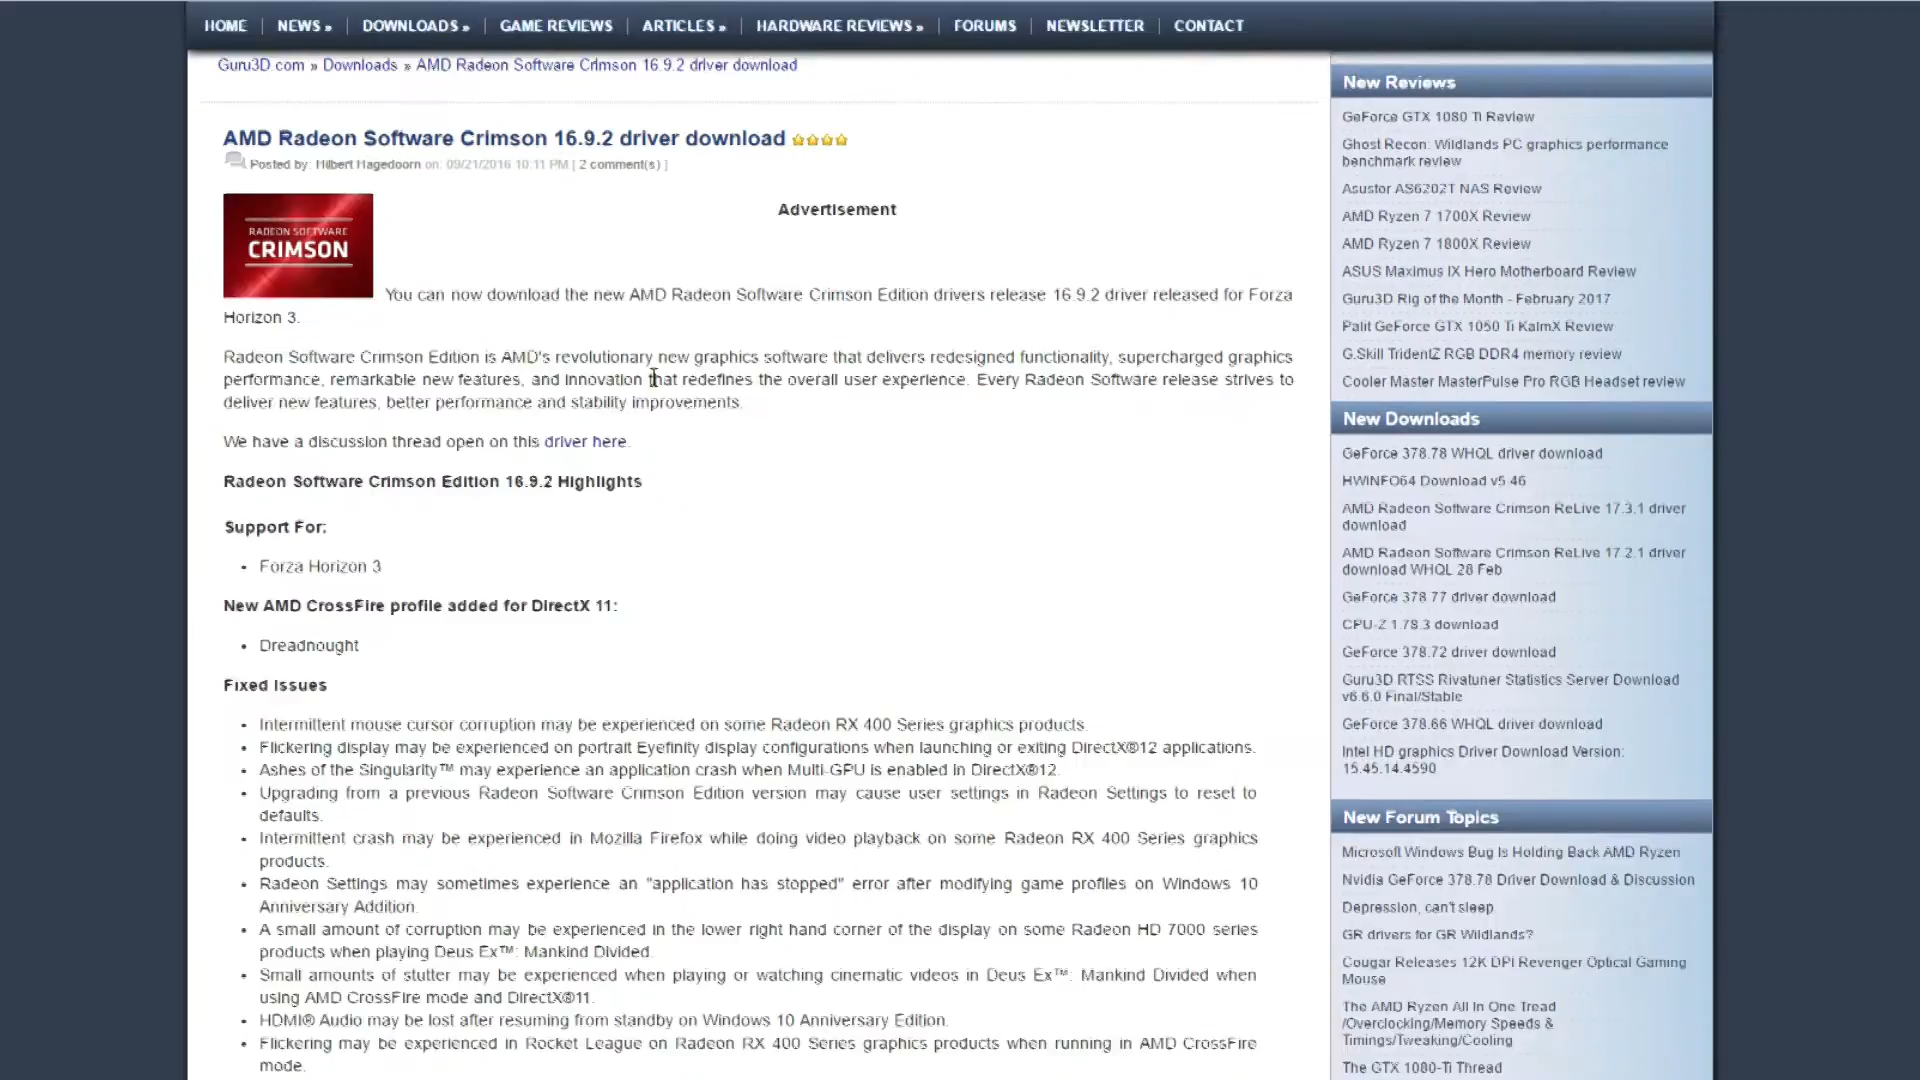 HOME NEWS » DOWNLOADS » GAME REVIEWS ARTICLES » HARDWARE REVIEWS » FORUMS NEWSLETTER CONTACT
Guru3D.com » Downloads » AMD Radeon Software Crimson 16.9.2 driver download
AMD Radeon Software Crimson 16.9.2 driver download
Posted by: Hilbert Hagedoorn on: 09/21/2016 10:11 PM [ 2 comment(s) ]
RADEON SOFTWARE
CRIMSON
Advertisement
You can now download the new AMD Radeon Software Crimson Edition drivers release 16.9.2 driver released for Forza
Horizon 3.
Radeon Software Crimson Edition is AMD's revolutionary new graphics software that delivers redesigned functionality, supercharged graphics
performance, remarkable new features, and innovation that redefines the overall user experience. Every Radeon Software release strives to
deliver new features, better performance and stability improvements.
We have a discussion thread open on this driver here.
Radeon Software Crimson Edition 16.9.2 Highlights
Support For:
• Forza Horizon 3
New AMD CrossFire profile added for DirectX 11:
• Dreadnought
Fixed Issues
• Intermittent mouse cursor corruption may be experienced on some Radeon RX 400 Series graphics products.
• Flickering display may be experienced on portrait Eyefinity display configurations when launching or exiting DirectX®12 applications.
• Ashes of the Singularity™ may experience an application crash when Multi-GPU is enabled in DirectX®12.
• Upgrading from a previous Radeon Software Crimson Edition version may cause user settings in Radeon Settings to reset to
defaults.
• Intermittent crash may be experienced in Mozilla Firefox while doing video playback on some Radeon RX 400 Series graphics
products.
• Radeon Settings may sometimes experience an "application has stopped" error after modifying game profiles on Windows 10
Anniversary Addition.
• A small amount of corruption may be experienced in the lower right hand corner of the display on some Radeon HD 7000 series
products when playing Deus Ex™: Mankind Divided.
• Small amounts of stutter may be experienced when playing or watching cinematic videos in Deus Ex™: Mankind Divided when
using AMD CrossFire mode and DirectX®11.
• HDMI® Audio may be lost after resuming from standby on Windows 10 Anniversary Edition.
• Flickering may be experienced in Rocket League on Radeon RX 400 Series graphics products when running in AMD CrossFire
mode.
New Reviews
GeForce GTX 1080 Ti Review
Ghost Recon: Wildlands PC graphics performance
benchmark review
Asustor AS6202T NAS Review
AMD Ryzen 7 1700X Review
AMD Ryzen 7 1800X Review
ASUS Maximus IX Hero Motherboard Review
Guru3D Rig of the Month - February 2017
Palit GeForce GTX 1050 Ti KalmX Review
G.Skill TridentZ RGB DDR4 memory review
Cooler Master MasterPulse Pro RGB Headset review
New Downloads
GeForce 378.78 WHQL driver download
HWiNFO64 Download v5.46
AMD Radeon Software Crimson ReLive 17.3.1 driver
download
AMD Radeon Software Crimson ReLive 17.2.1 driver
download WHQL 28 Feb
GeForce 378.77 driver download
CPU-Z 1.78.3 download
GeForce 378.72 driver download
Guru3D RTSS Rivatuner Statistics Server Download
v6.6.0 Final/Stable
GeForce 378.66 WHQL driver download
Intel HD graphics Driver Download Version:
15.45.14.4590
New Forum Topics
Microsoft Windows Bug Is Holding Back AMD Ryzen
Nvidia GeForce 378.78 Driver Download & Discussion
Depression, can't sleep
GR drivers for GR Wildlands?
Cougar Releases 12K DPI Revenger Optical Gaming
Mouse
The AMD Ryzen All In One Tread
/Overclocking/Memory Speeds &
Timings/Tweaking/Cooling
The GTX 1080-Ti Thread